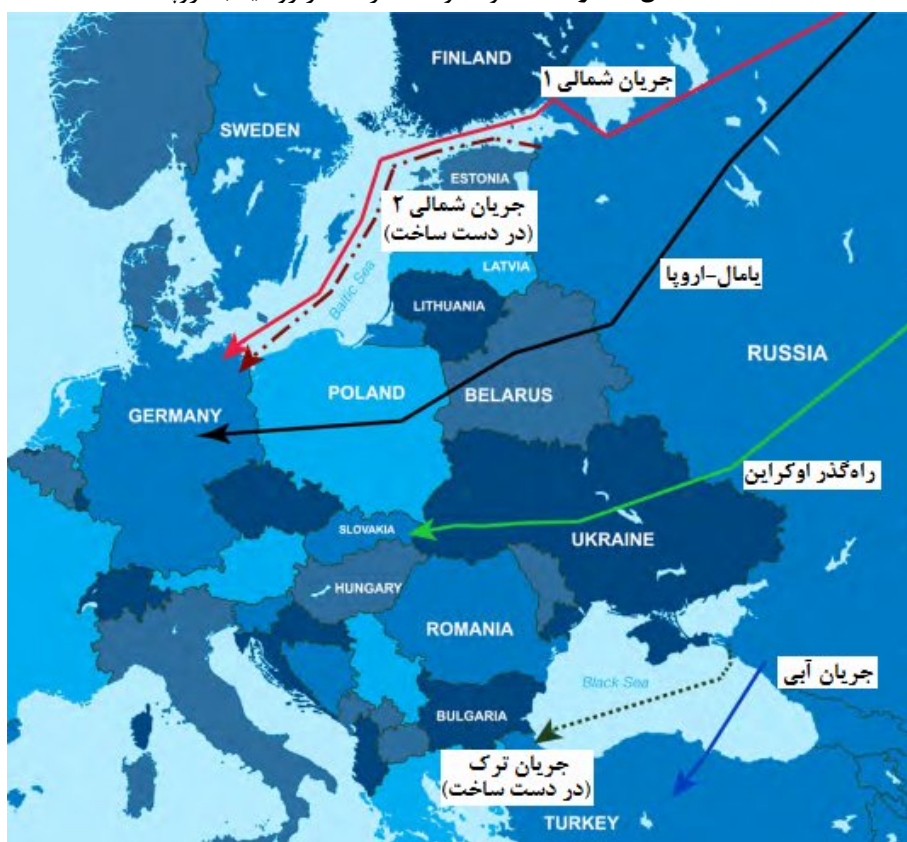 FINLAND
جریان شمالی ۱
SWEDEN
ESTONIA
جریان شمالی ۲
(در دست ساخت)
LATVIA
یامال-اروپا
Baltic Sea
LITHUANIA
RUSSIA
POLAND
BELARUS
GERMANY
راه‌گذر اوکراین
SLOVAKIA
UKRAINE
HUNGARY
ROMANIA
جریان آبی
Black Sea
BULGARIA
جریان ترک
(در دست ساخت)
TURKEY